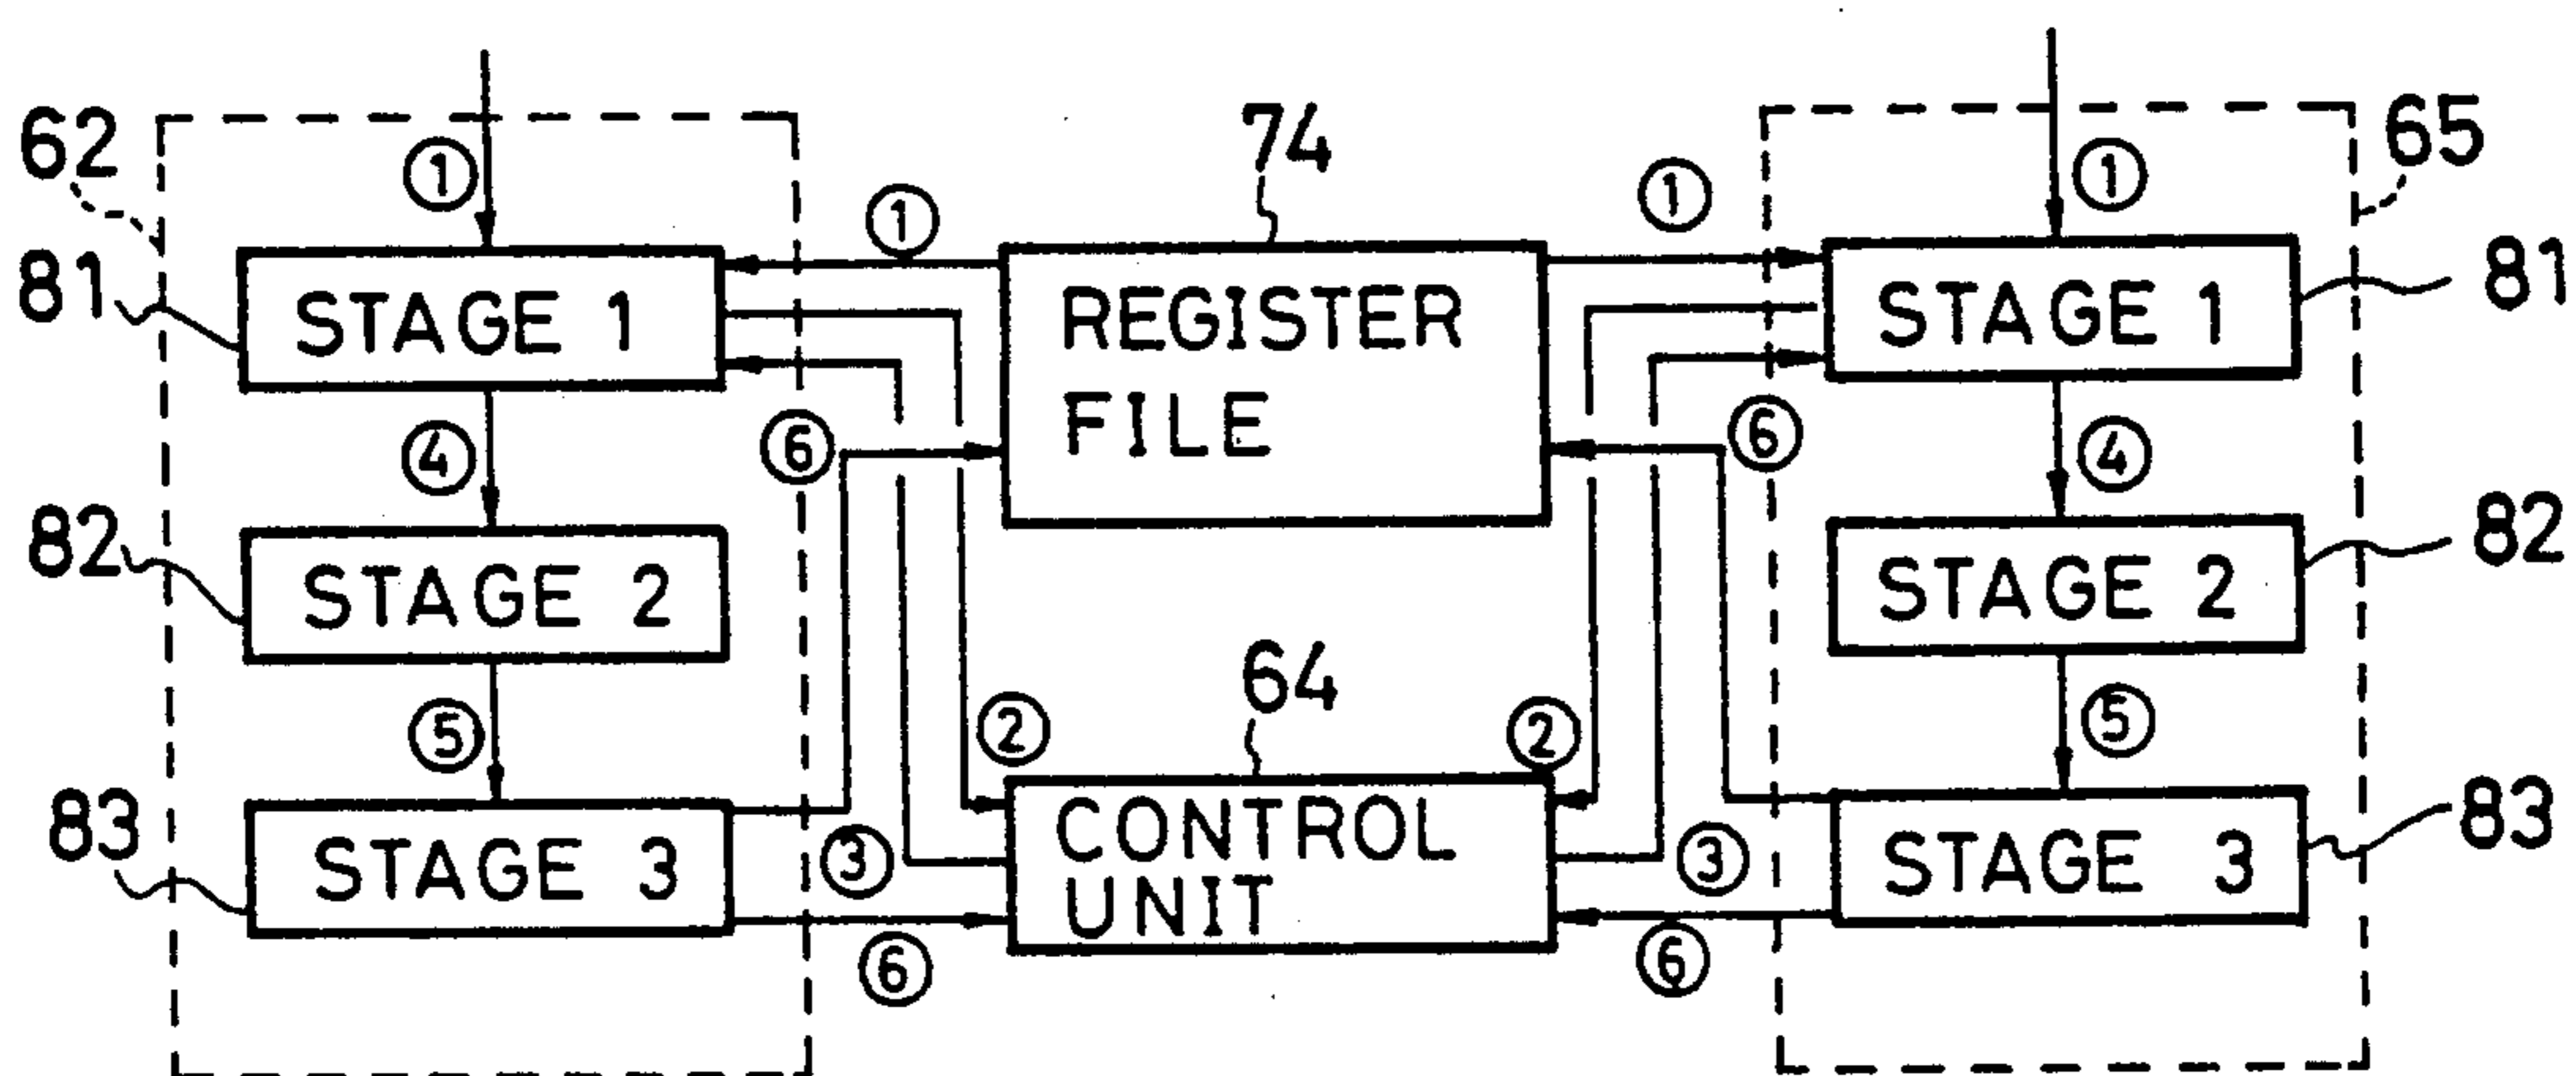 62
①
①
74
①
①
65
81
STAGE 1
REGISTER
FILE
STAGE 1
81
④
⑥
⑥
④
82
STAGE 2
STAGE 2
82
⑤
②
64
②
⑤
83
STAGE 3
③
CONTROL
UNIT
③
STAGE 3
83
⑥
⑥